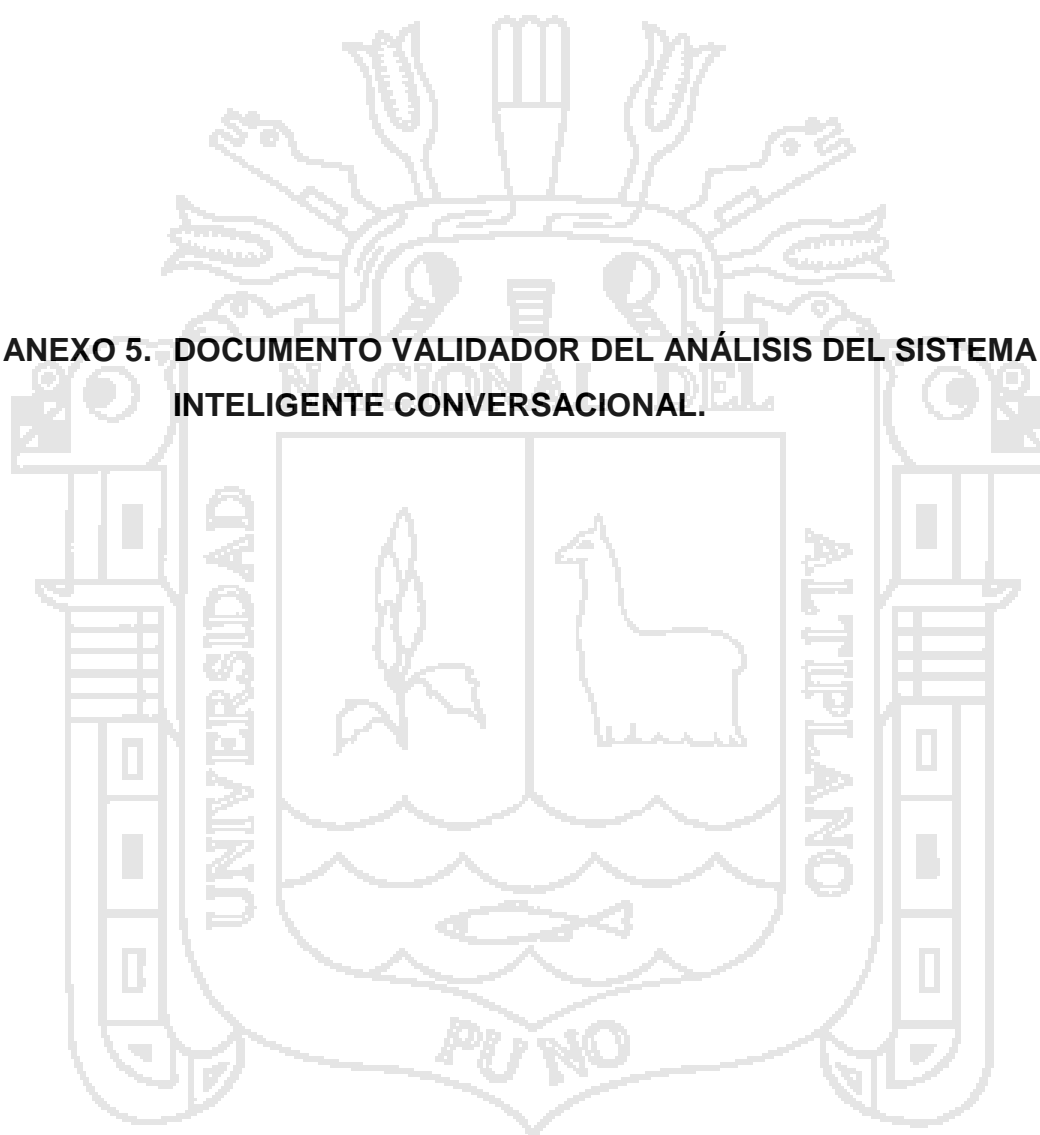 ANEXO 5. DOCUMENTO VALIDADOR DEL ANÁLISIS DEL SISTEMA
INTELIGENTE CONVERSACIONAL.
NACIONAL DEL
UNIVERSIDAD
ALTIPLANO
PUNO